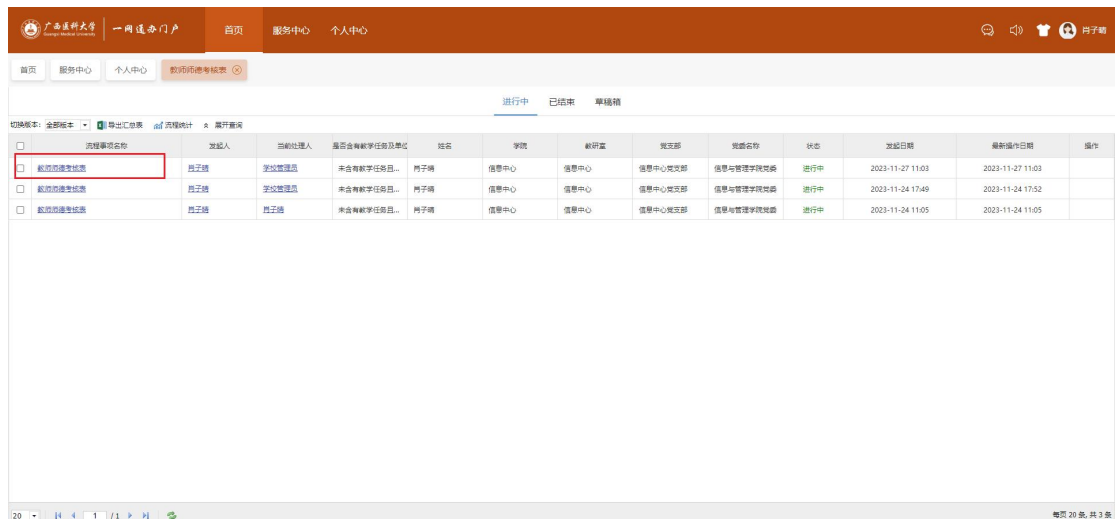 广西医科大学 一网通办门户 首页 服务中心 个人中心 肖子晴
Guangxi Medical University
首页 服务中心 个人中心 教师师德考核表
进行中 已结束 草稿箱
切换版本: 全部版本 导出汇总表 流程统计 展开查询
流程事项名称 发起人 当前处理人 是否含有教学任务及单位 姓名 学院 教研室 党支部 党委名称 状态 发起日期 最新操作日期 操作
教师师德考核表 肖子晴 学校管理员 未含有教学任务且... 肖子晴 信息中心 信息中心 信息中心党支部 信息与管理学院党委 进行中 2023-11-27 11:03 2023-11-27 11:03
教师师德考核表 肖子晴 学校管理员 未含有教学任务且... 肖子晴 信息中心 信息中心 信息中心党支部 信息与管理学院党委 进行中 2023-11-24 17:49 2023-11-24 17:52
教师师德考核表 肖子晴 肖子晴 未含有教学任务且... 肖子晴 信息中心 信息中心 信息中心党支部 信息与管理学院党委 进行中 2023-11-24 11:05 2023-11-24 11:05
20 1 /1 每页 20 条, 共 3 条